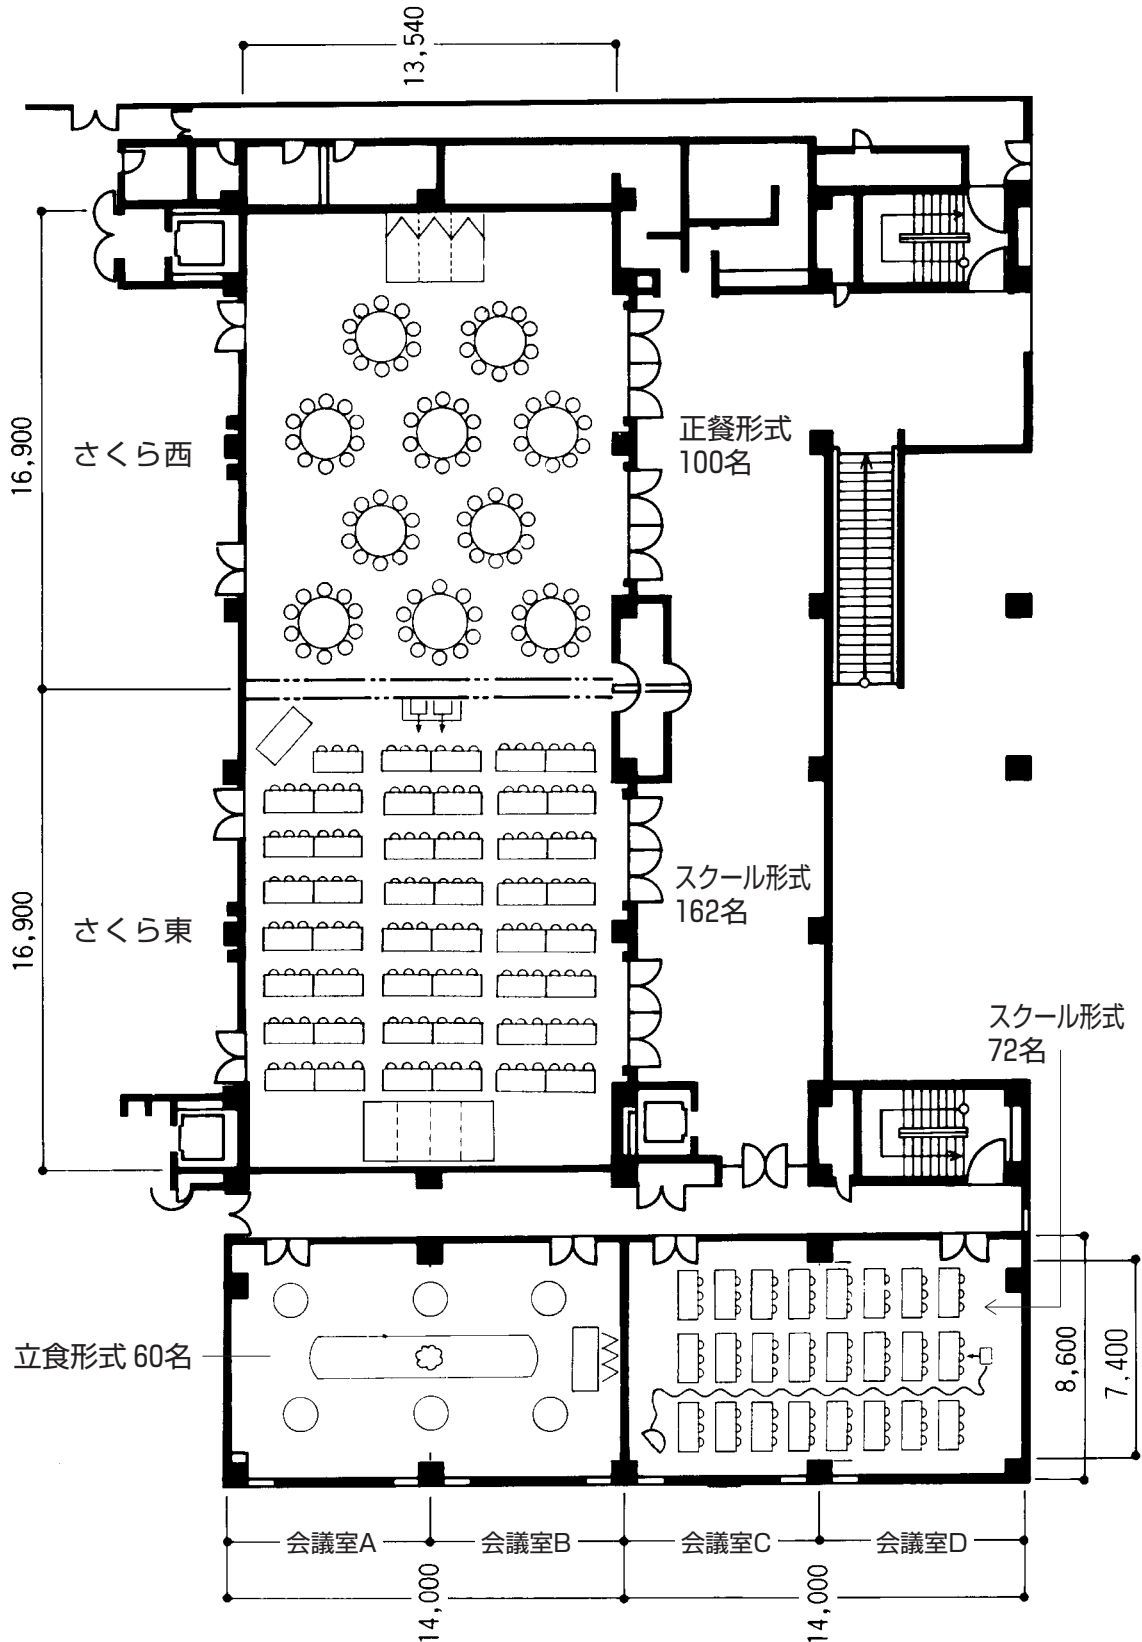 13,540
16,900
さくら西
正餐形式
100名
16,900
さくら東
スクール形式
162名
スクール形式
72名
立食形式 60名
8,600
7,400
会議室A
会議室B
会議室C
会議室D
14,000
14,000